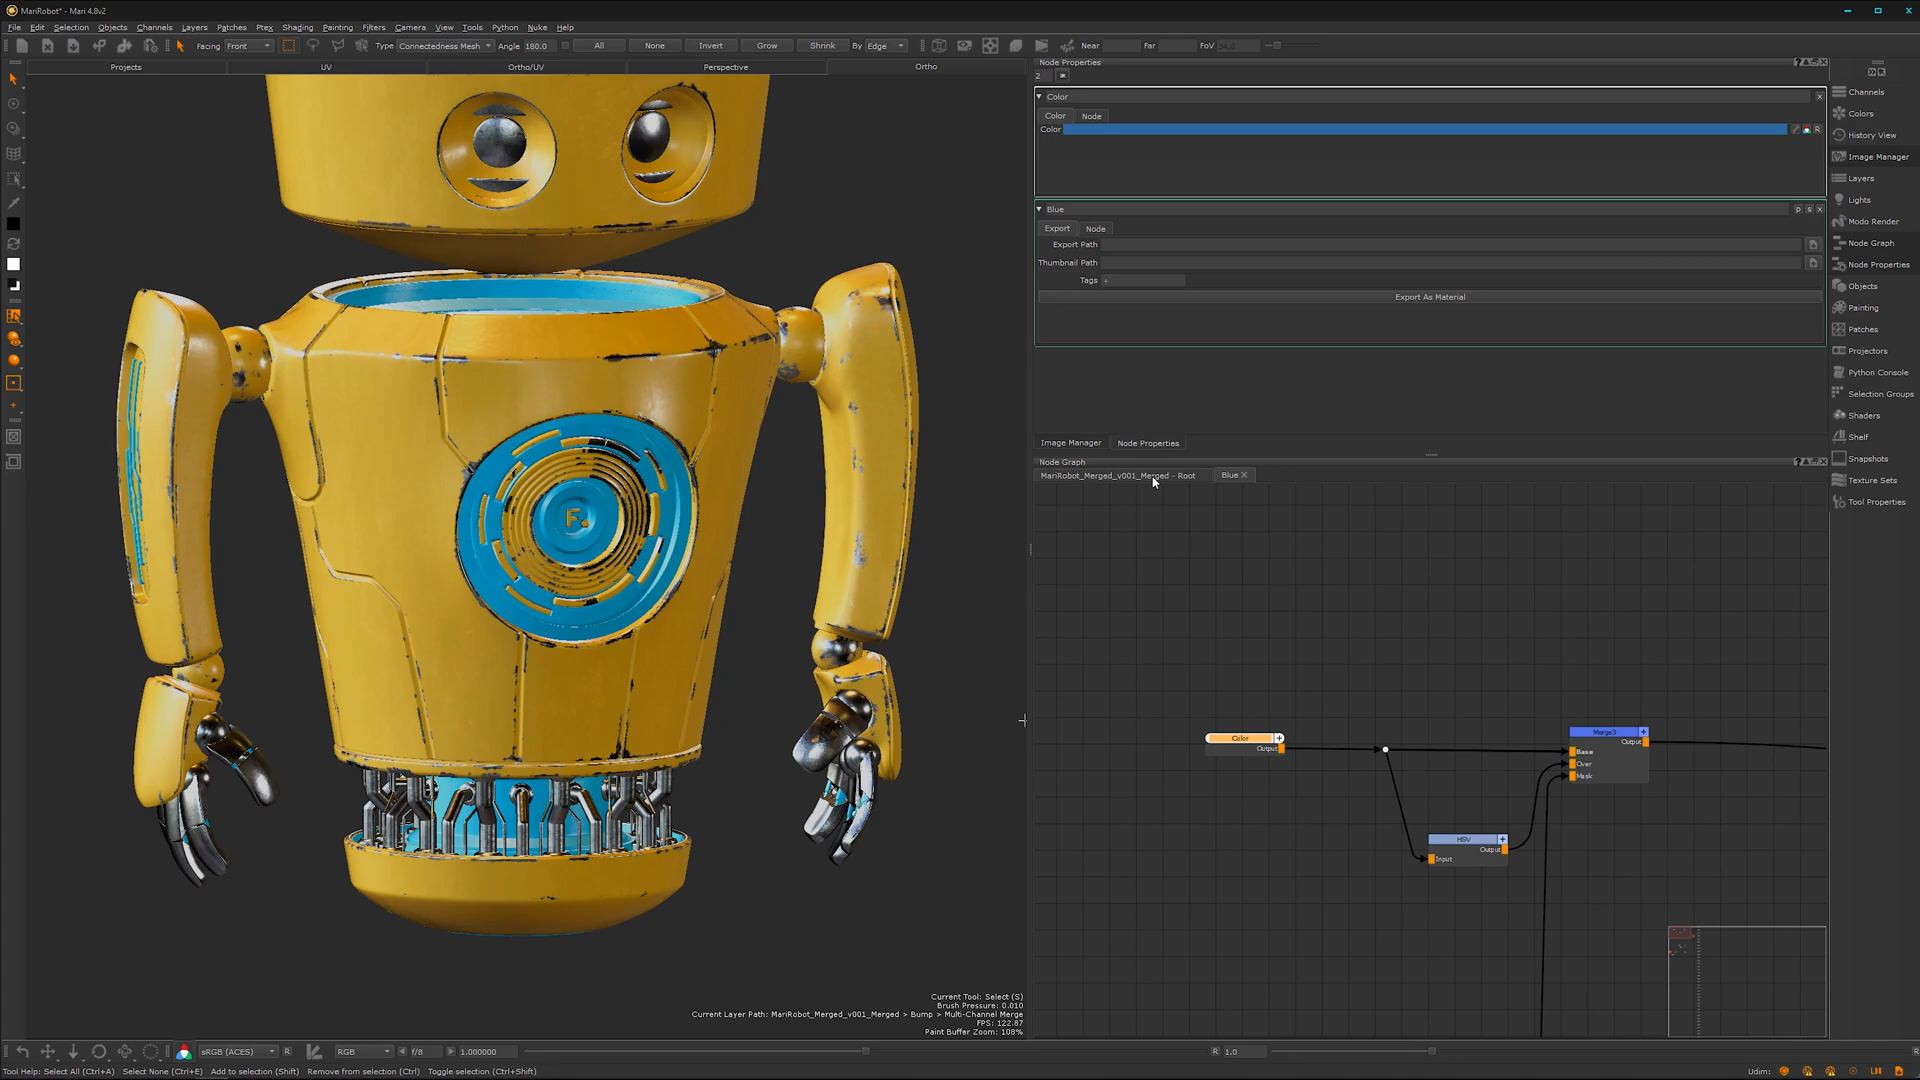 MariRobot* - Mari 4.8v2
File Edit Selection Objects Channels Layers Patches Ptex Shading Painting Filters Camera View Tools Python Nuke Help
Facing Front Type Connectedness Mesh Angle 180.0 All None Invert Grow Shrink By Edge Near Far FoV 34.0
Projects UV Ortho/UV Perspective Ortho
Node Properties
2
Color
Color Node
Color R
Blue p s
Export Node
Export Path
Thumbnail Path
Tags +
Export As Material
Image Manager Node Properties
Node Graph
MariRobot_Merged_v001_Merged - Root Blue
Color
Output
Merge3
Output
Base
Over
Mask
HSV
Output
Input
Channels
Colors
History View
Image Manager
Layers
Lights
Modo Render
Node Graph
Node Properties
Objects
Painting
Patches
Projectors
Python Console
Selection Groups
Shaders
Shelf
Snapshots
Texture Sets
Tool Properties
F.
Current Tool: Select (S)
Brush Pressure: 0.010
Current Layer Path: MariRobot_Merged_v001_Merged > Bump > Multi-Channel Merge
FPS: 122.87
Paint Buffer Zoom: 108%
sRGB (ACES) R RGB f/8 1.000000 R 1.0 R
Tool Help: Select All (Ctrl+A) Select None (Ctrl+E) Add to selection (Shift) Remove from selection (Ctrl) Toggle selection (Ctrl+Shift) Udim: